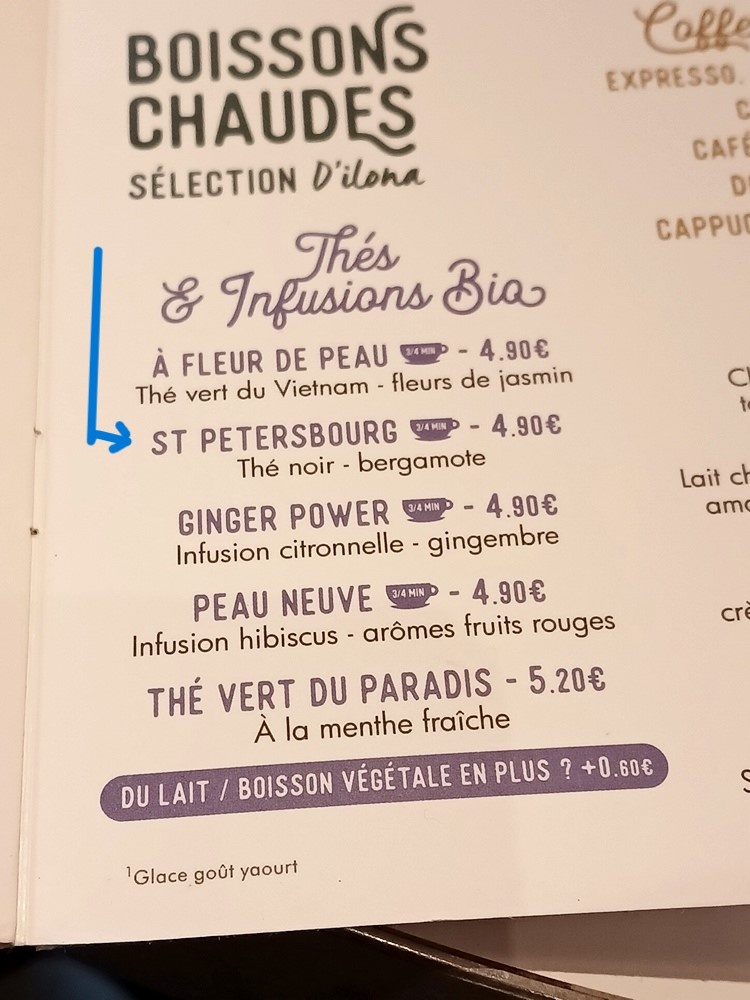 BOISSONS
CHAUDES
SÉLECTION D'ilona
Thés
& Infusions Bio
À FLEUR DE PEAU 3/4 MIN - 4.90€
Thé vert du Vietnam - fleurs de jasmin
ST PETERSBOURG 3/4 MIN - 4.90€
Thé noir - bergamote
GINGER POWER 3/4 MIN - 4.90€
Infusion citronnelle - gingembre
PEAU NEUVE 3/4 MIN - 4.90€
Infusion hibiscus - arômes fruits rouges
THÉ VERT DU PARADIS - 5.20€
À la menthe fraîche
DU LAIT / BOISSON VÉGÉTALE EN PLUS ? +0.60€
¹Glace goût yaourt
EXPRESSO
CAFÉ
Lait